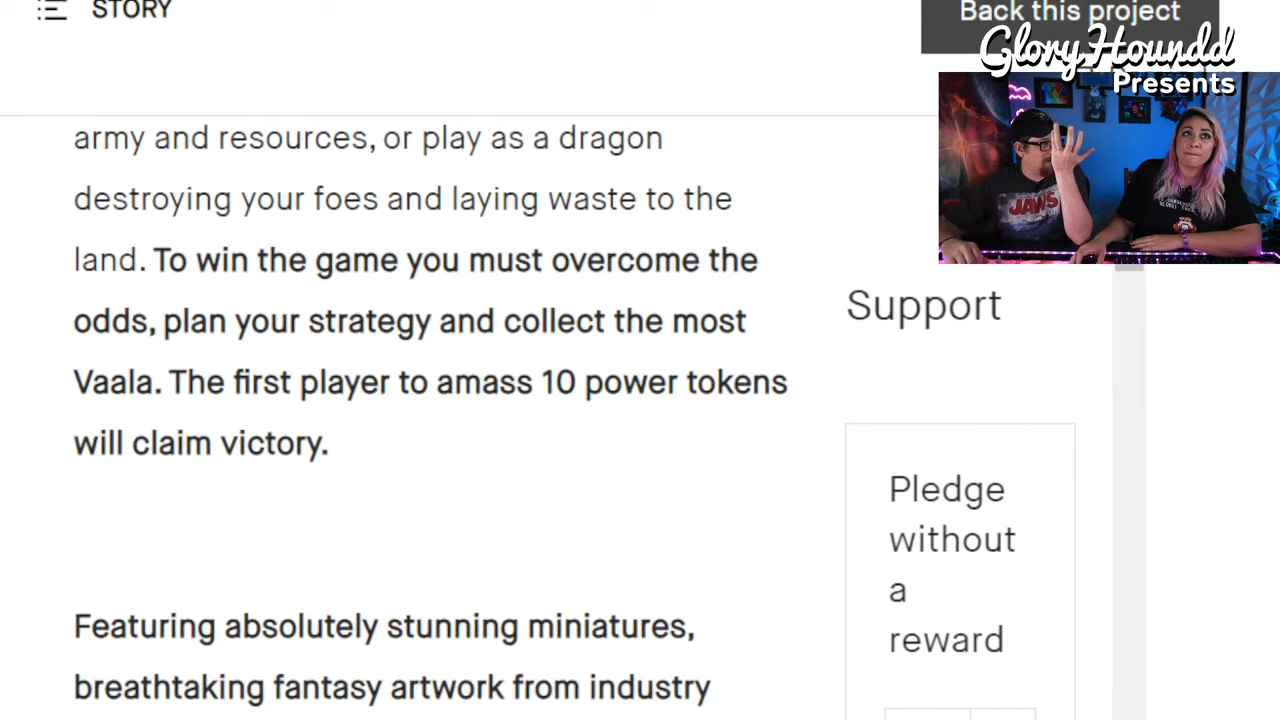 STORY
Back this project
GloryHoundd
Presents
army and resources, or play as a dragon
destroying your foes and laying waste to the
land. To win the game you must overcome the
odds, plan your strategy and collect the most
Vaala. The first player to amass 10 power tokens
will claim victory.
Featuring absolutely stunning miniatures,
breathtaking fantasy artwork from industry
JAWS
Support
Pledge
without
a
reward